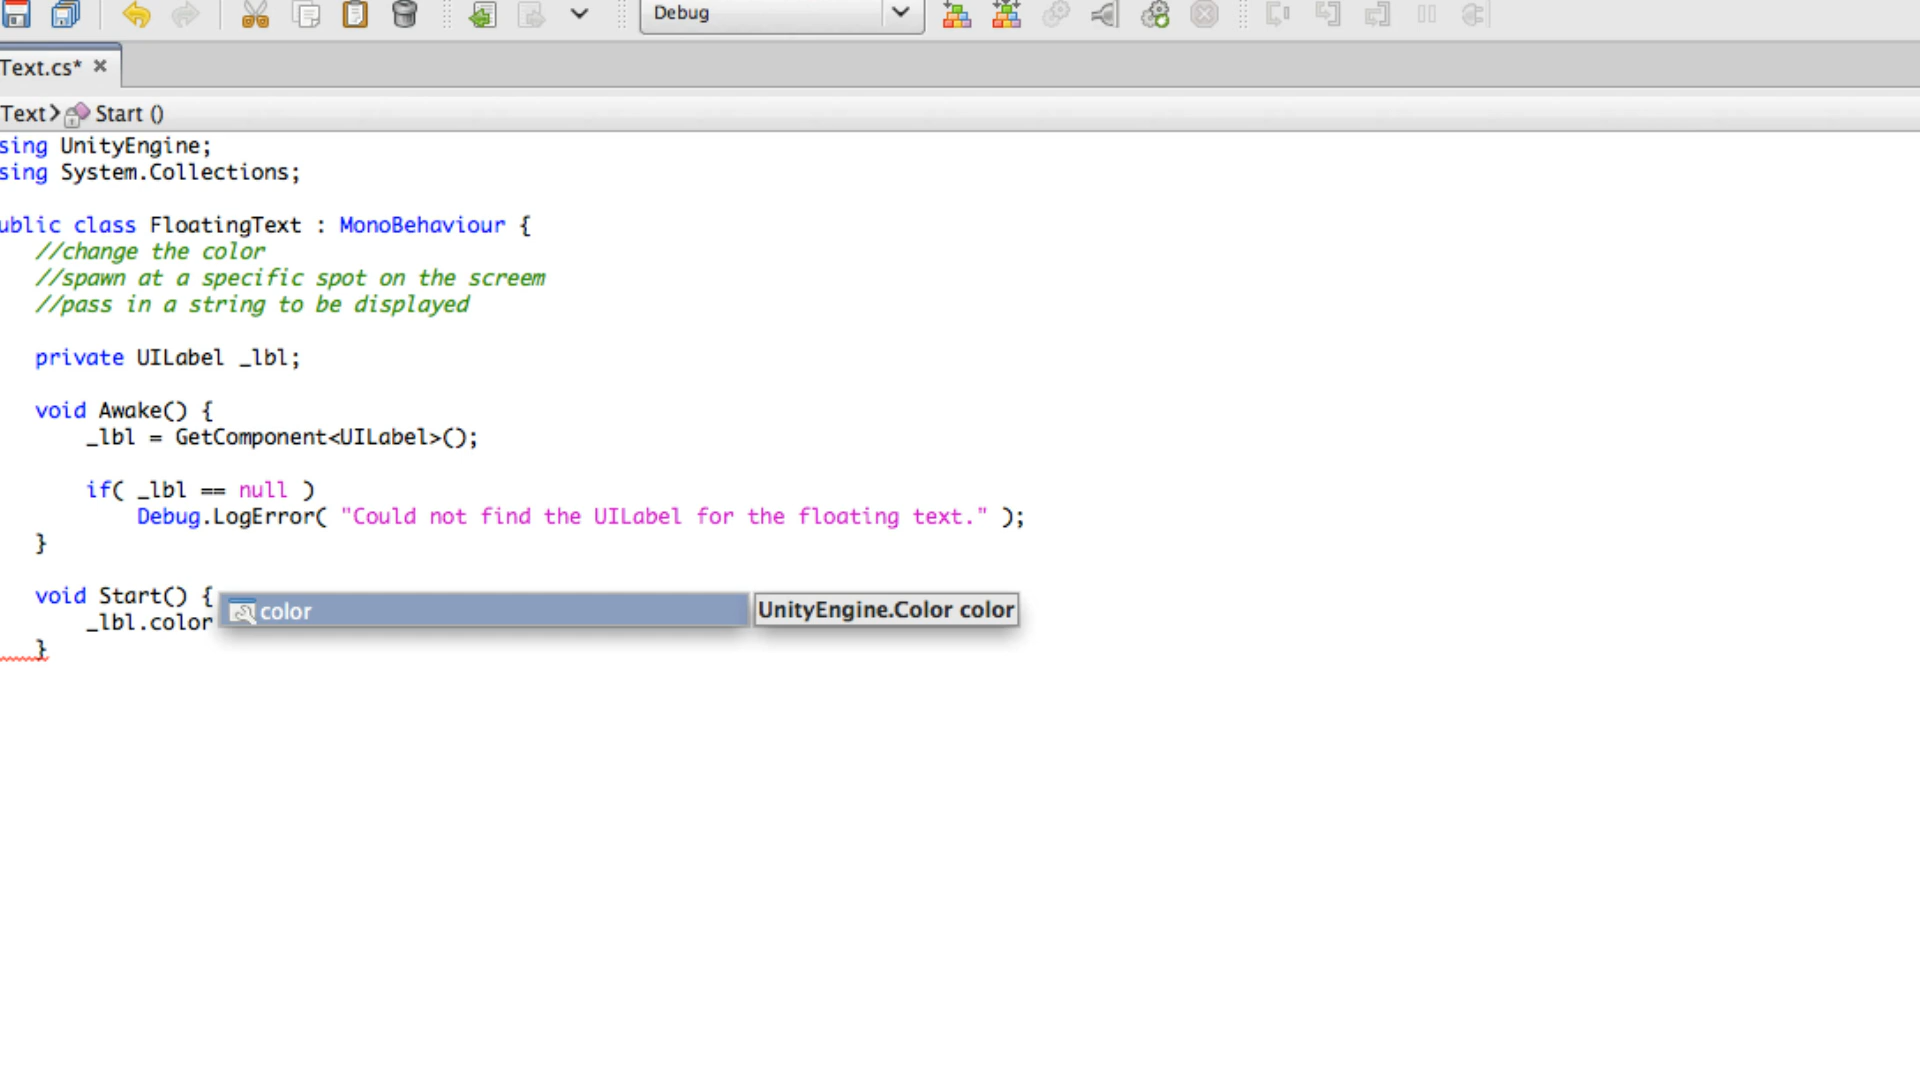 Debug
Text.cs*
Text Start ()
sing UnityEngine;
sing System.Collections;
ublic class FloatingText : MonoBehaviour {
//change the color
//spawn at a specific spot on the screem
//pass in a string to be displayed
private UILabel _lbl;
void Awake() {
_lbl = GetComponent<UILabel>();
if( _lbl == null )
Debug.LogError( "Could not find the UILabel for the floating text." );
}
void Start() {
_lbl.color
color
UnityEngine.Color color
}